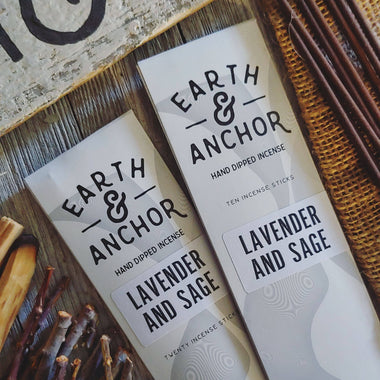 EARTH
&
ANCHOR
HAND DIPPED INCENSE
LAVENDER
AND SAGE
TWENTY INCENSE STICKS
EARTH
&
ANCHOR
HAND DIPPED INCENSE
TEN INCENSE STICKS
LAVENDER
AND SAGE